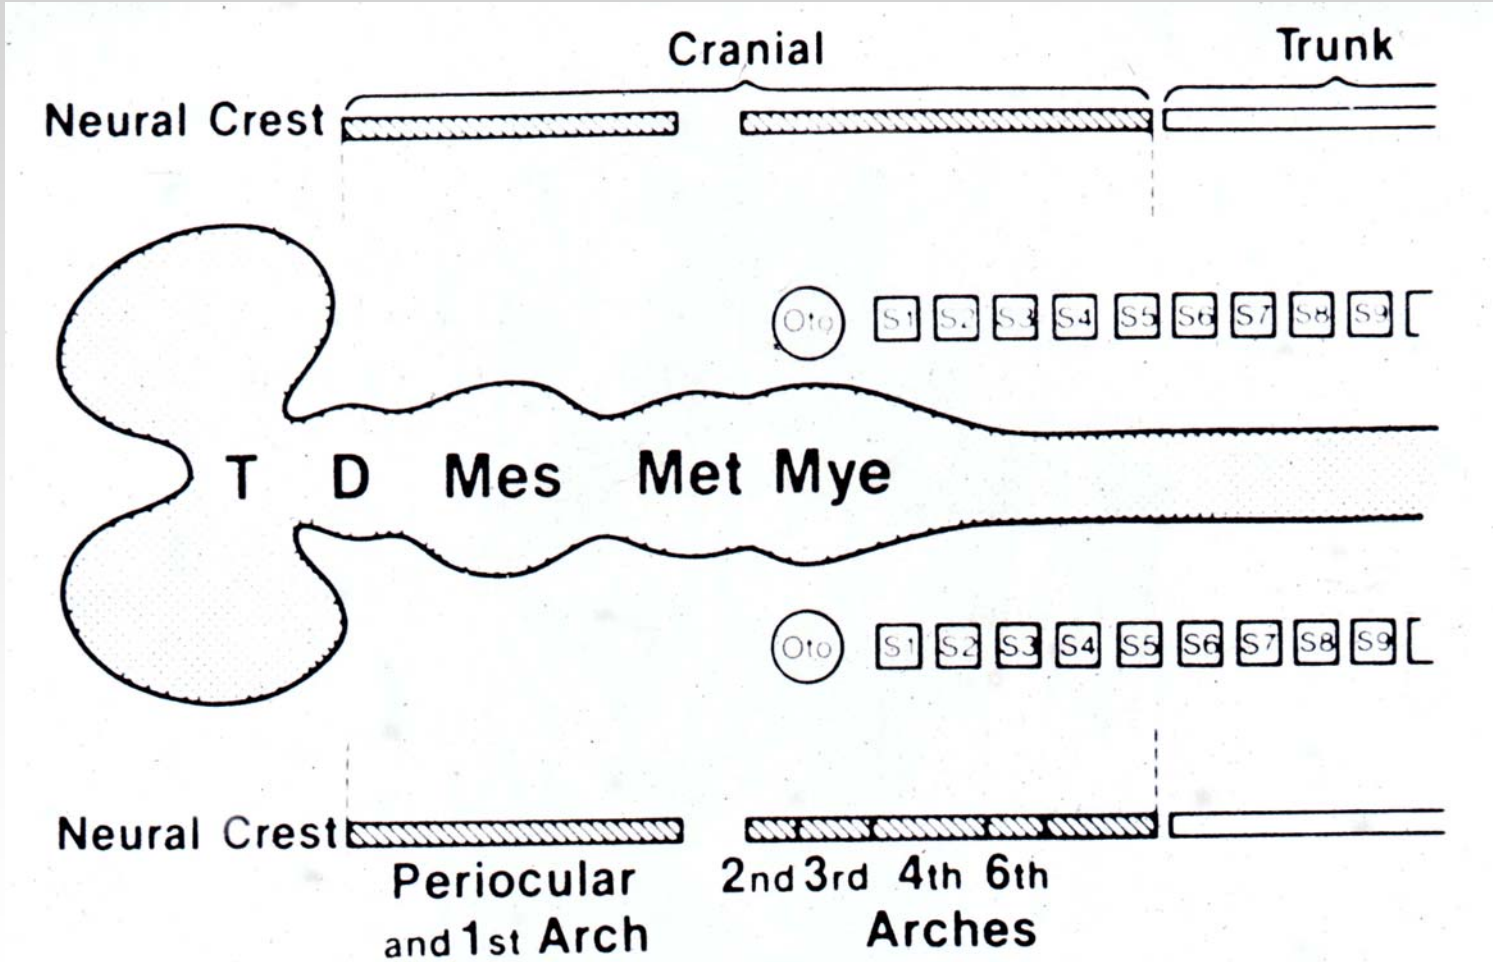 Cranial Trunk
Neural Crest
Oto S1 S2 S3 S4 S5 S6 S7 S8 S9
T D Mes Met Mye
Oto S1 S2 S3 S4 S5 S6 S7 S8 S9
Neural Crest
Periocular 2nd 3rd 4th 6th
and 1st Arch Arches